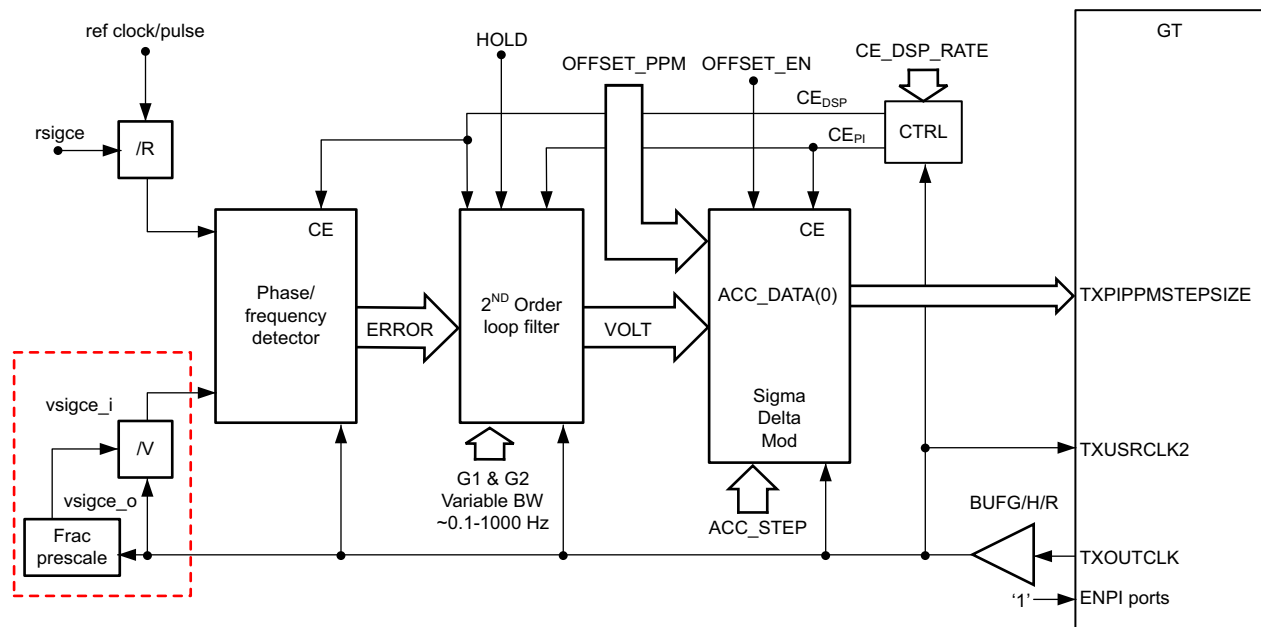 ref clock/pulse
HOLD
OFFSET_PPM
OFFSET_EN
CE_DSP_RATE
GT
rsigce
/R
CEDSP
CEPI
CTRL
CE
Phase/
frequency
detector
ERROR
2ND Order
loop filter
VOLT
CE
ACC_DATA(0)
Sigma
Delta
Mod
TXPIPPMSTEPSIZE
vsigce_i
/V
vsigce_o
Frac
prescale
G1 & G2
Variable BW
~0.1-1000 Hz
ACC_STEP
BUFG/H/R
TXUSRCLK2
TXOUTCLK
‘1’
ENPI ports